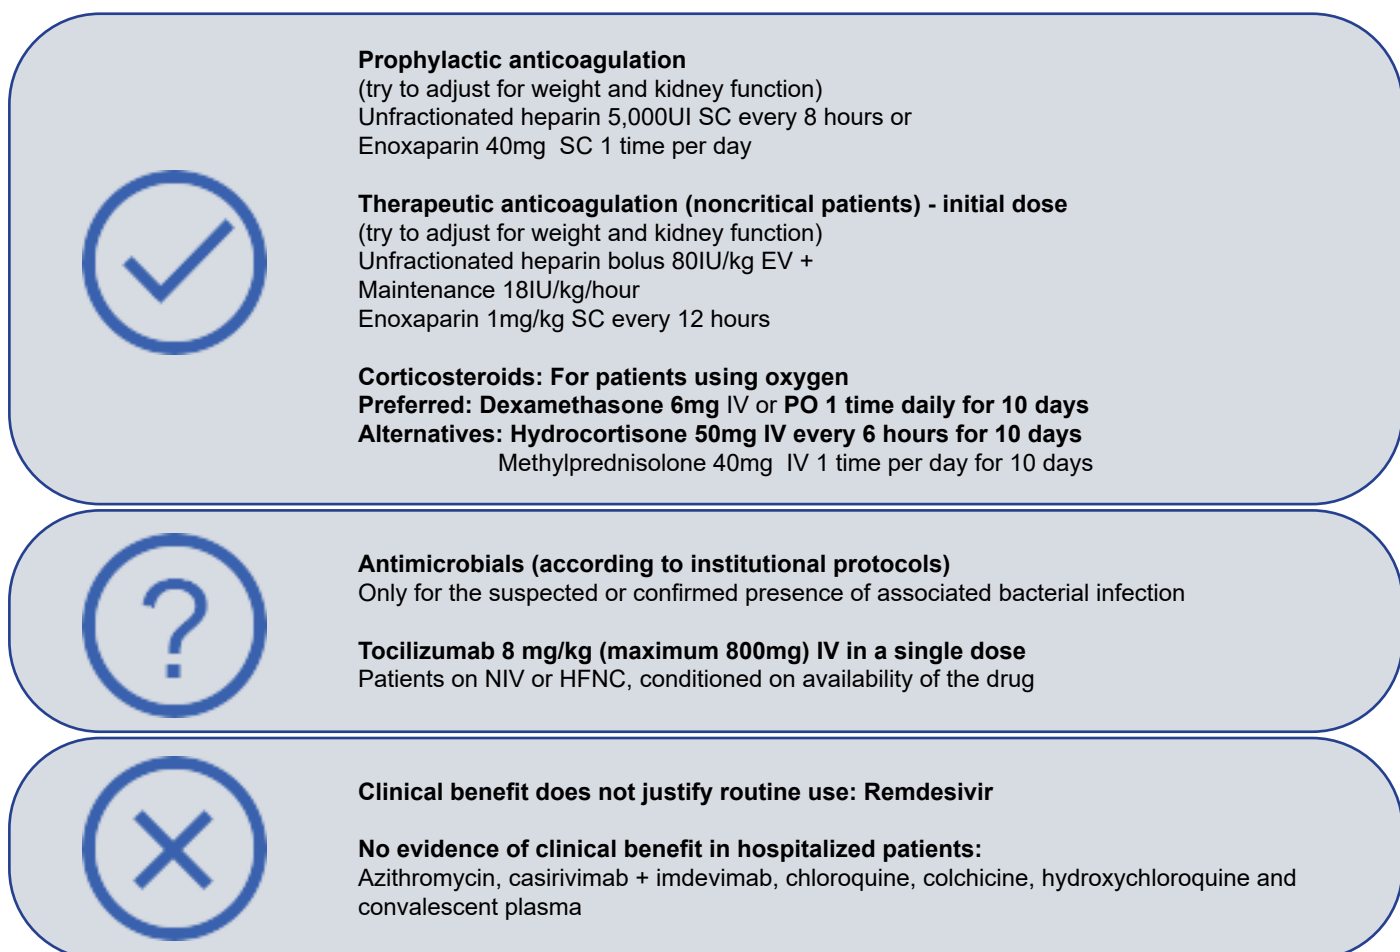 Prophylactic anticoagulation
(try to adjust for weight and kidney function)
Unfractionated heparin 5,000UI SC every 8 hours or
Enoxaparin 40mg  SC 1 time per day
Therapeutic anticoagulation (noncritical patients) - initial dose
(try to adjust for weight and kidney function)
Unfractionated heparin bolus 80IU/kg EV +
Maintenance 18IU/kg/hour
Enoxaparin 1mg/kg SC every 12 hours
Corticosteroids: For patients using oxygen
Preferred: Dexamethasone 6mg IV or PO 1 time daily for 10 days
Alternatives: Hydrocortisone 50mg IV every 6 hours for 10 days
Methylprednisolone 40mg  IV 1 time per day for 10 days
?
Antimicrobials (according to institutional protocols)
Only for the suspected or confirmed presence of associated bacterial infection
Tocilizumab 8 mg/kg (maximum 800mg) IV in a single dose
Patients on NIV or HFNC, conditioned on availability of the drug
Clinical benefit does not justify routine use: Remdesivir
No evidence of clinical benefit in hospitalized patients:
Azithromycin, casirivimab + imdevimab, chloroquine, colchicine, hydroxychloroquine and
convalescent plasma